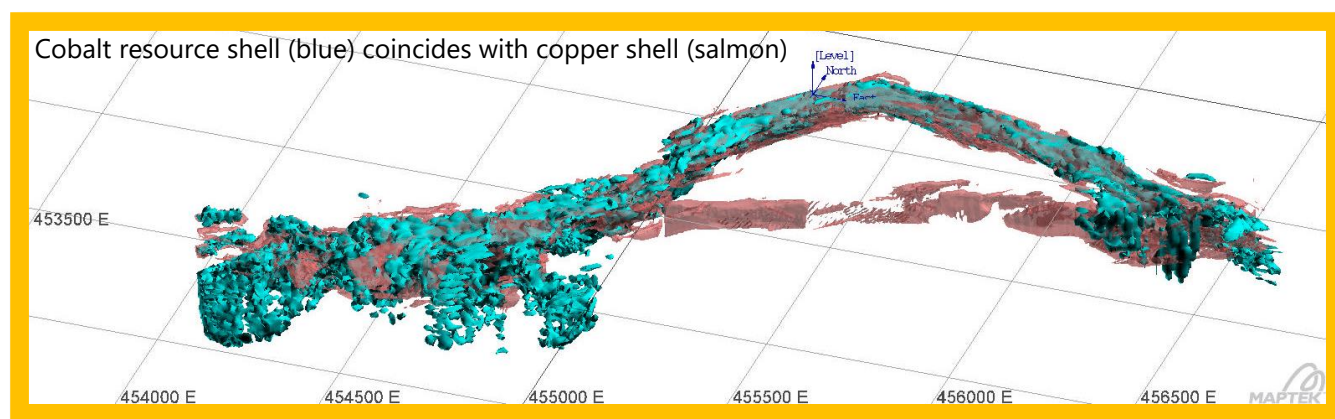 Cobalt resource shell (blue) coincides with copper shell (salmon)
[Level]
North
East
453500 E
454000 E
454500 E
455000 E
455500 E
456000 E
456500 E
MAPTEK